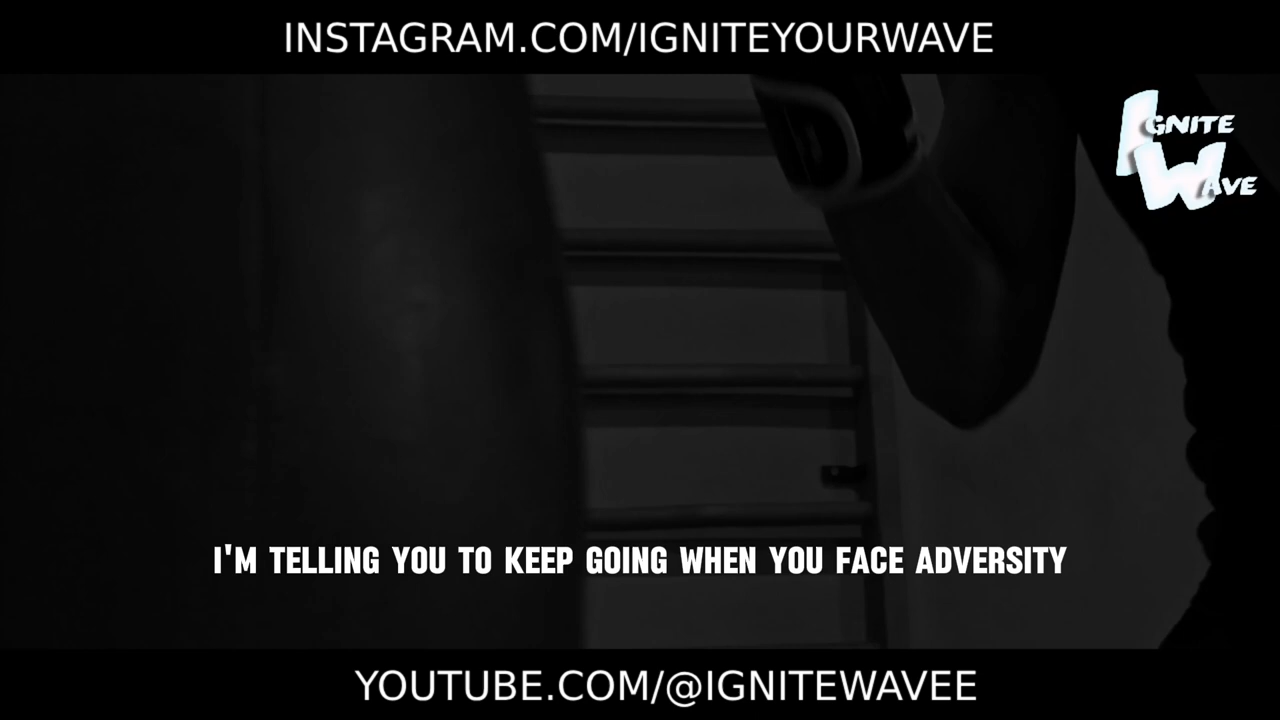 INSTAGRAM.COM/IGNITEYOURWAVE
IGNITE
WAVE
I'M TELLING YOU TO KEEP GOING WHEN YOU FACE ADVERSITY
YOUTUBE.COM/@IGNITEWAVEE